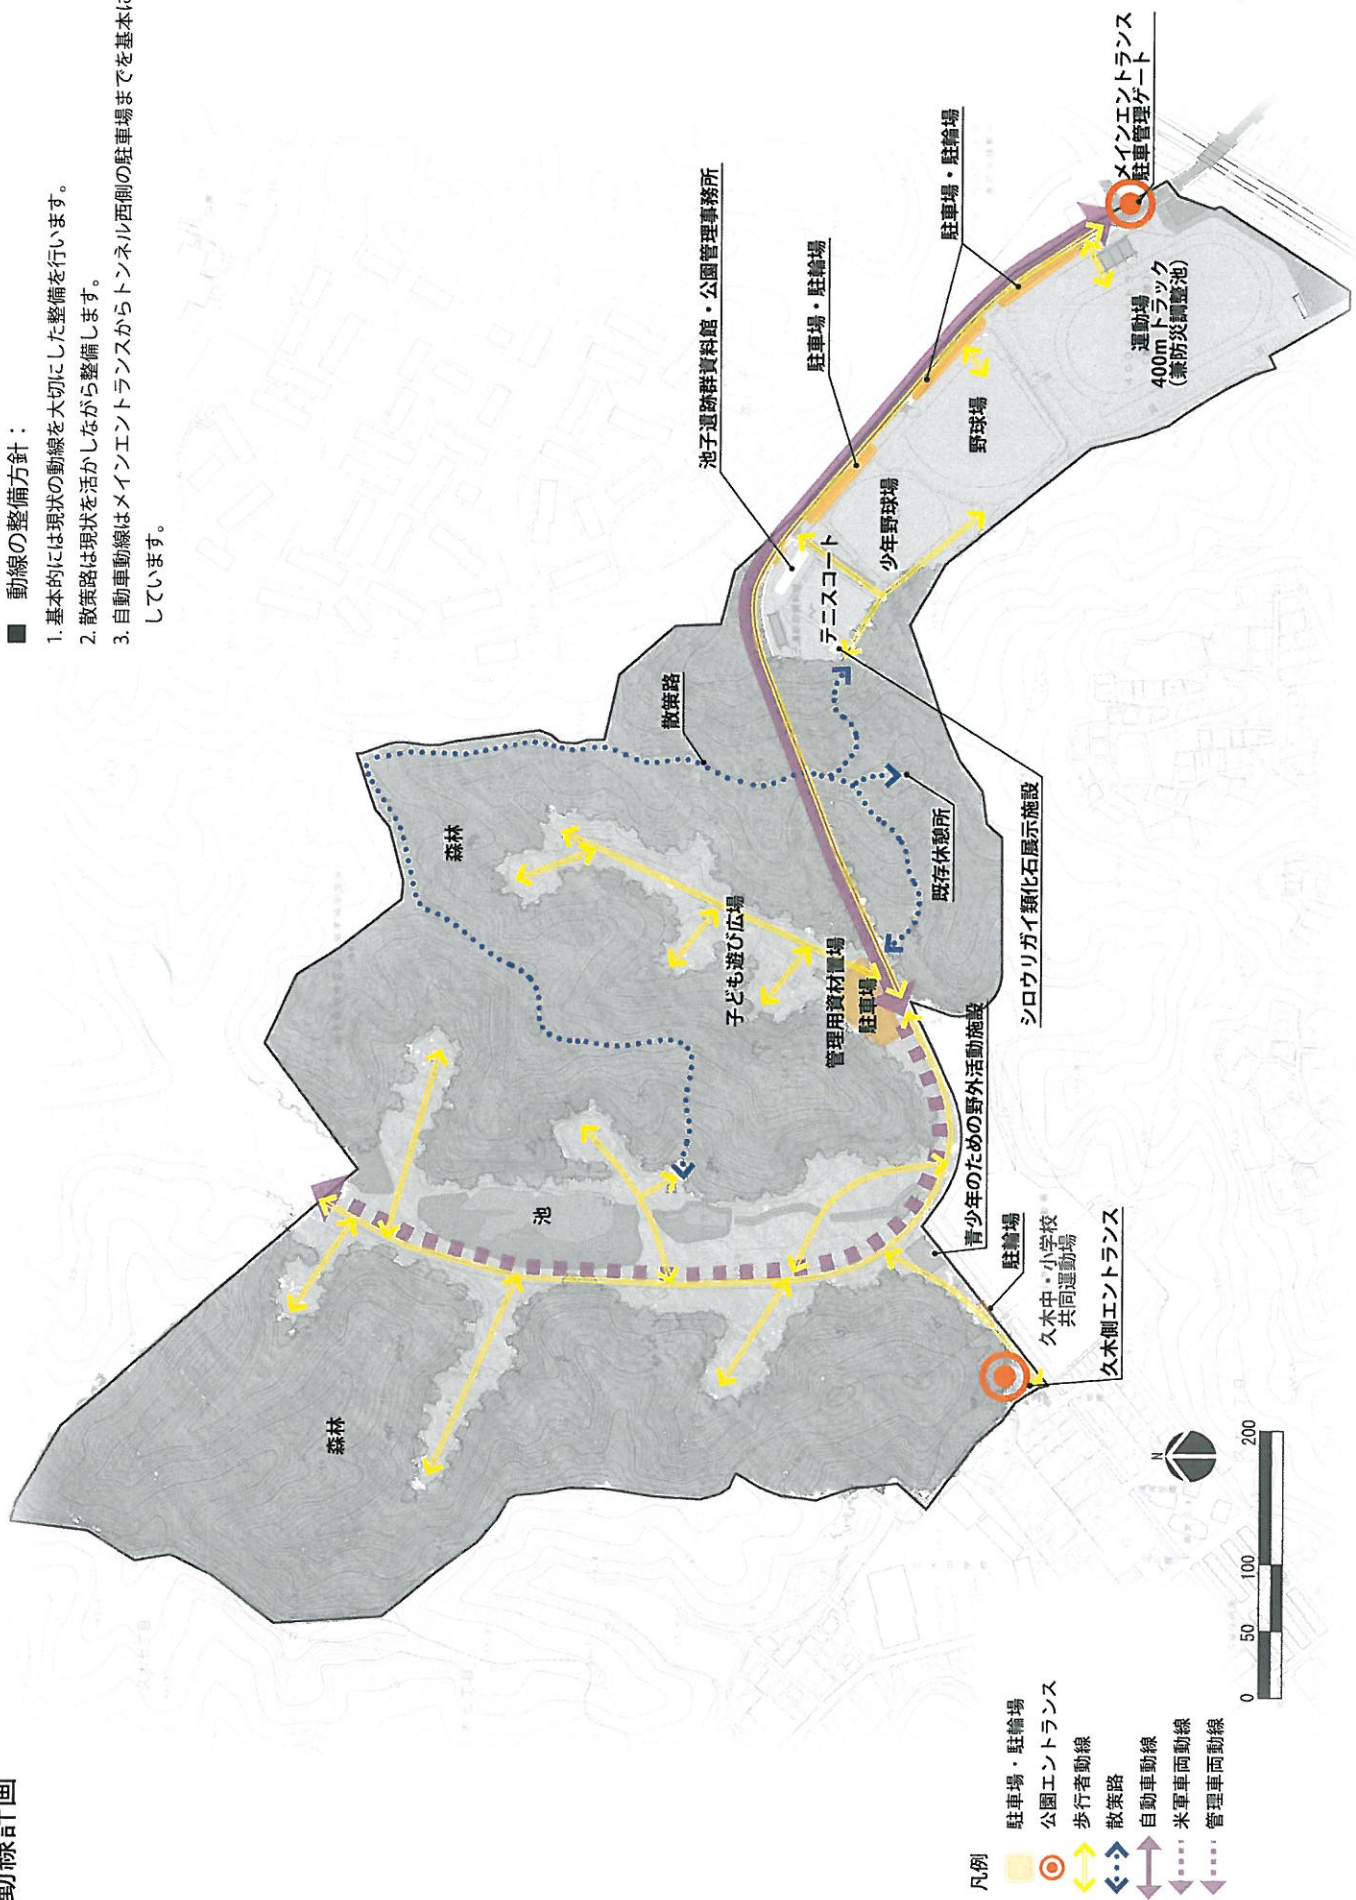 動線計画
■ 動線の整備方針：
1. 基本的には現状の動線を大切にした整備を行います。
2. 散策路は現状を活かしながら整備します。
3. 自動車動線はメインエントランスからトンネル西側の駐車場までを基本に
しています。
森林
森林
池
散策路
子ども遊び広場
管理用資材置場
駐車場
既存休憩所
シロウリガイ類化石展示施設
青少年のための野外活動施設
駐輪場
久木中・小学校
共同運動場
久木側エントランス
池子遺跡群資料館・公園管理事務所
駐車場・駐輪場
駐車場・駐輪場
テニスコート
少年野球場
野球場
運動場
400m トラック
（兼防災調整池）
メインエントランス
駐車管理ゲート
N
0 50 100 200
凡例
駐車場・駐輪場
公園エントランス
歩行者動線
散策路
自動車動線
米軍車両動線
管理車両動線